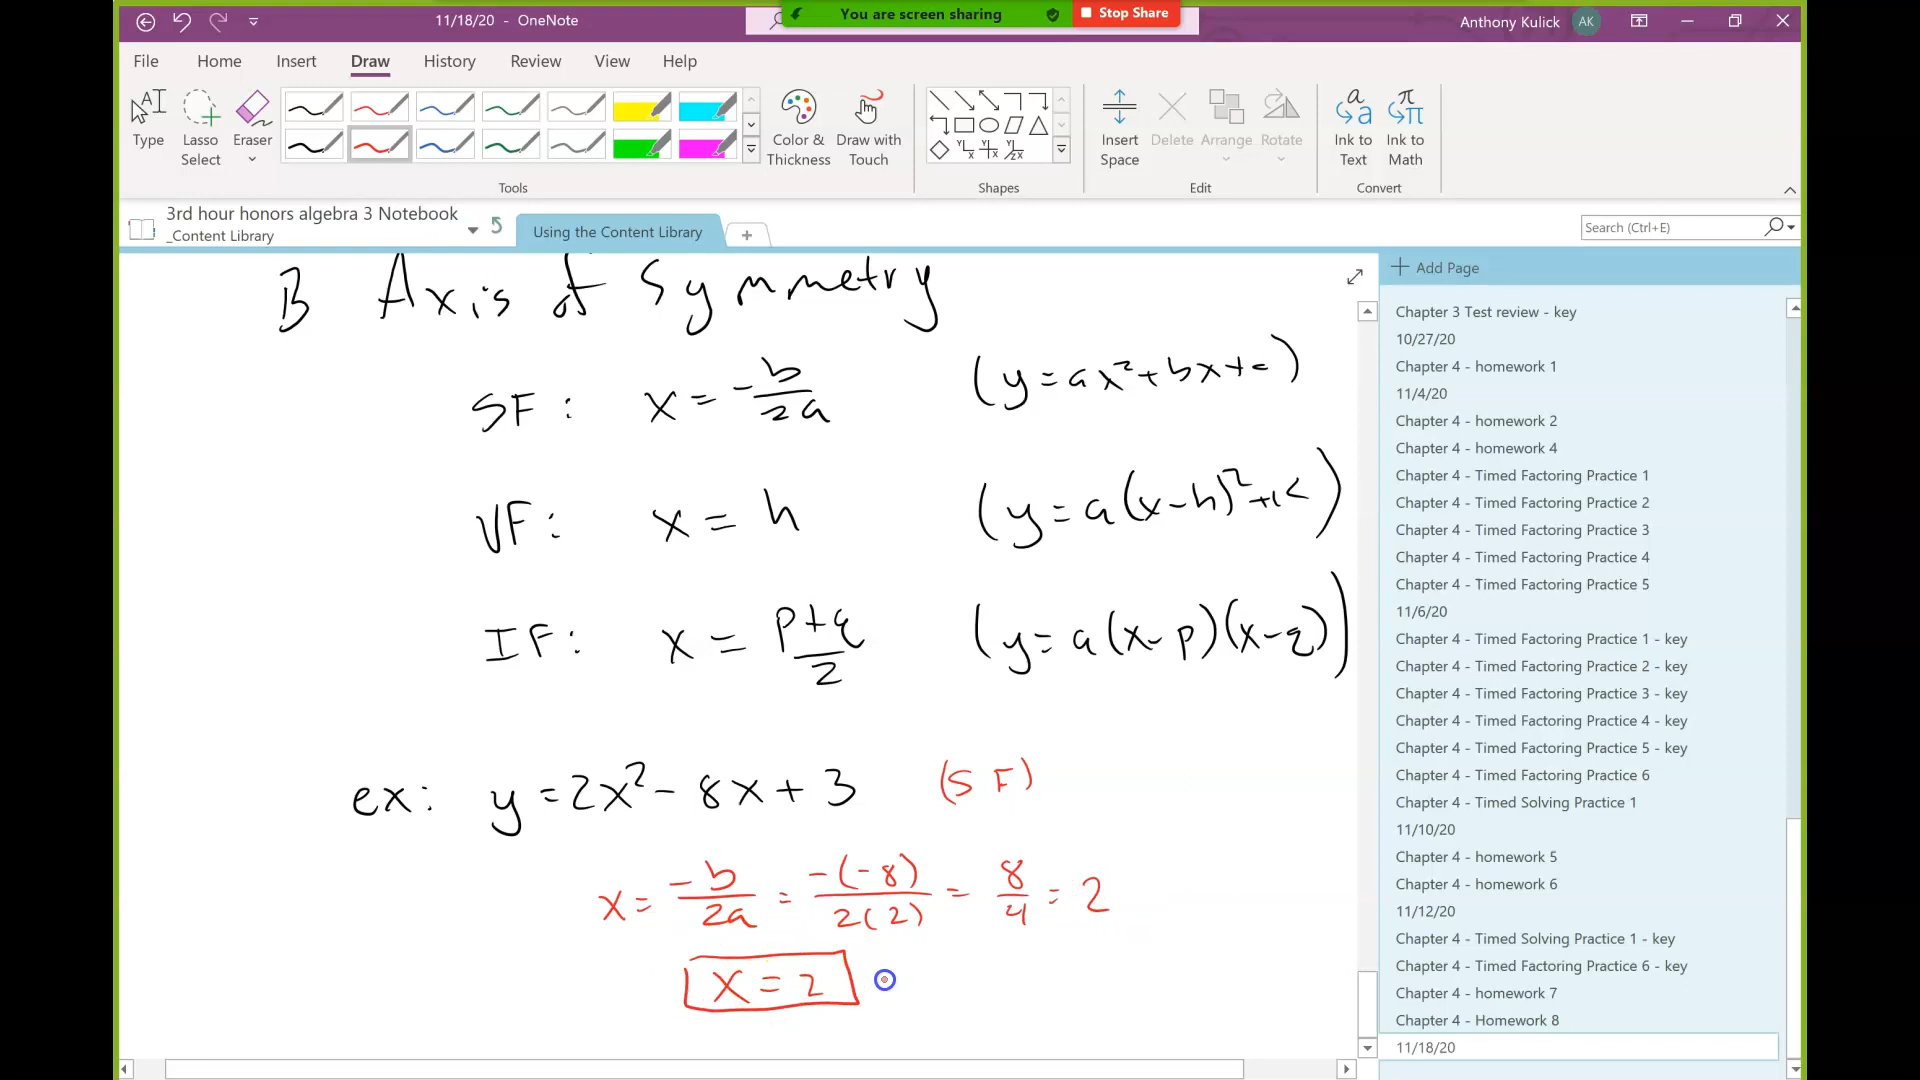 11/18/20 - OneNote
You are screen sharing
Stop Share
Anthony Kulick
AK
File Home Insert Draw History Review View Help
Type
Lasso Select
Eraser
Color & Thickness
Draw with Touch
Insert Space
Delete
Arrange
Rotate
Ink to Text
Ink to Math
Tools
Shapes
Edit
Convert
3rd hour honors algebra 3 Notebook
_Content Library
Using the Content Library
Search (Ctrl+E)
B Axis of Symmetry
SF: x = -b/2a (y = ax²+bx+c)
VF: x = h (y = a(x-h)²+k)
IF: x = p+q/2 (y = a(x-p)(x-q))
ex: y = 2x² - 8x + 3 (SF)
x = -b/2a = -(-8)/2(2) = 8/4 = 2
x = 2
Add Page
Chapter 3 Test review - key
10/27/20
Chapter 4 - homework 1
11/4/20
Chapter 4 - homework 2
Chapter 4 - homework 4
Chapter 4 - Timed Factoring Practice 1
Chapter 4 - Timed Factoring Practice 2
Chapter 4 - Timed Factoring Practice 3
Chapter 4 - Timed Factoring Practice 4
Chapter 4 - Timed Factoring Practice 5
11/6/20
Chapter 4 - Timed Factoring Practice 1 - key
Chapter 4 - Timed Factoring Practice 2 - key
Chapter 4 - Timed Factoring Practice 3 - key
Chapter 4 - Timed Factoring Practice 4 - key
Chapter 4 - Timed Factoring Practice 5 - key
Chapter 4 - Timed Factoring Practice 6
Chapter 4 - Timed Solving Practice 1
11/10/20
Chapter 4 - homework 5
Chapter 4 - homework 6
11/12/20
Chapter 4 - Timed Solving Practice 1 - key
Chapter 4 - Timed Factoring Practice 6 - key
Chapter 4 - homework 7
Chapter 4 - Homework 8
11/18/20